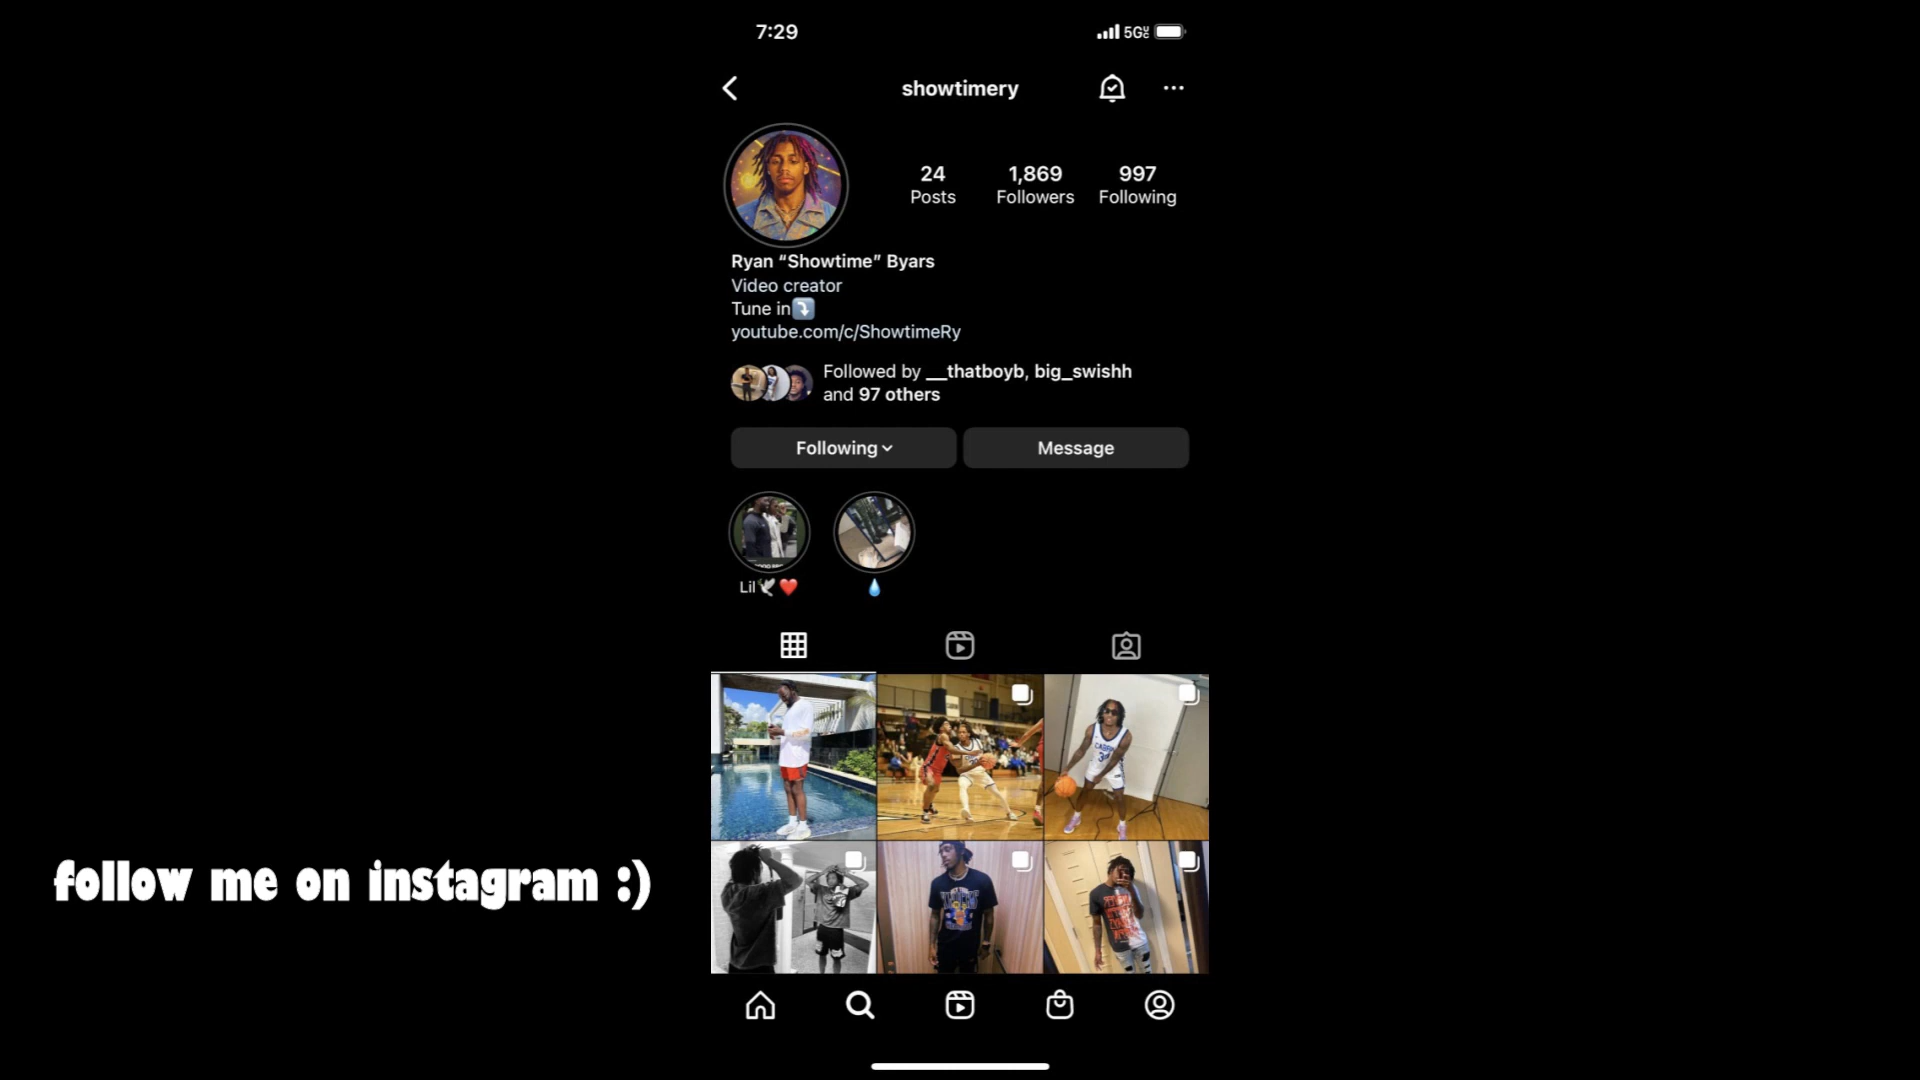 7:29
5G
showtimery
24
Posts
1,869
Followers
997
Following
Ryan “Showtime” Byars
Video creator
Tune in⤵️
youtube.com/c/ShowtimeRy
Followed by __thatboyb, big_swishh
and 97 others
Following
Message
Lil🕊️❤️
💧
follow me on instagram :)